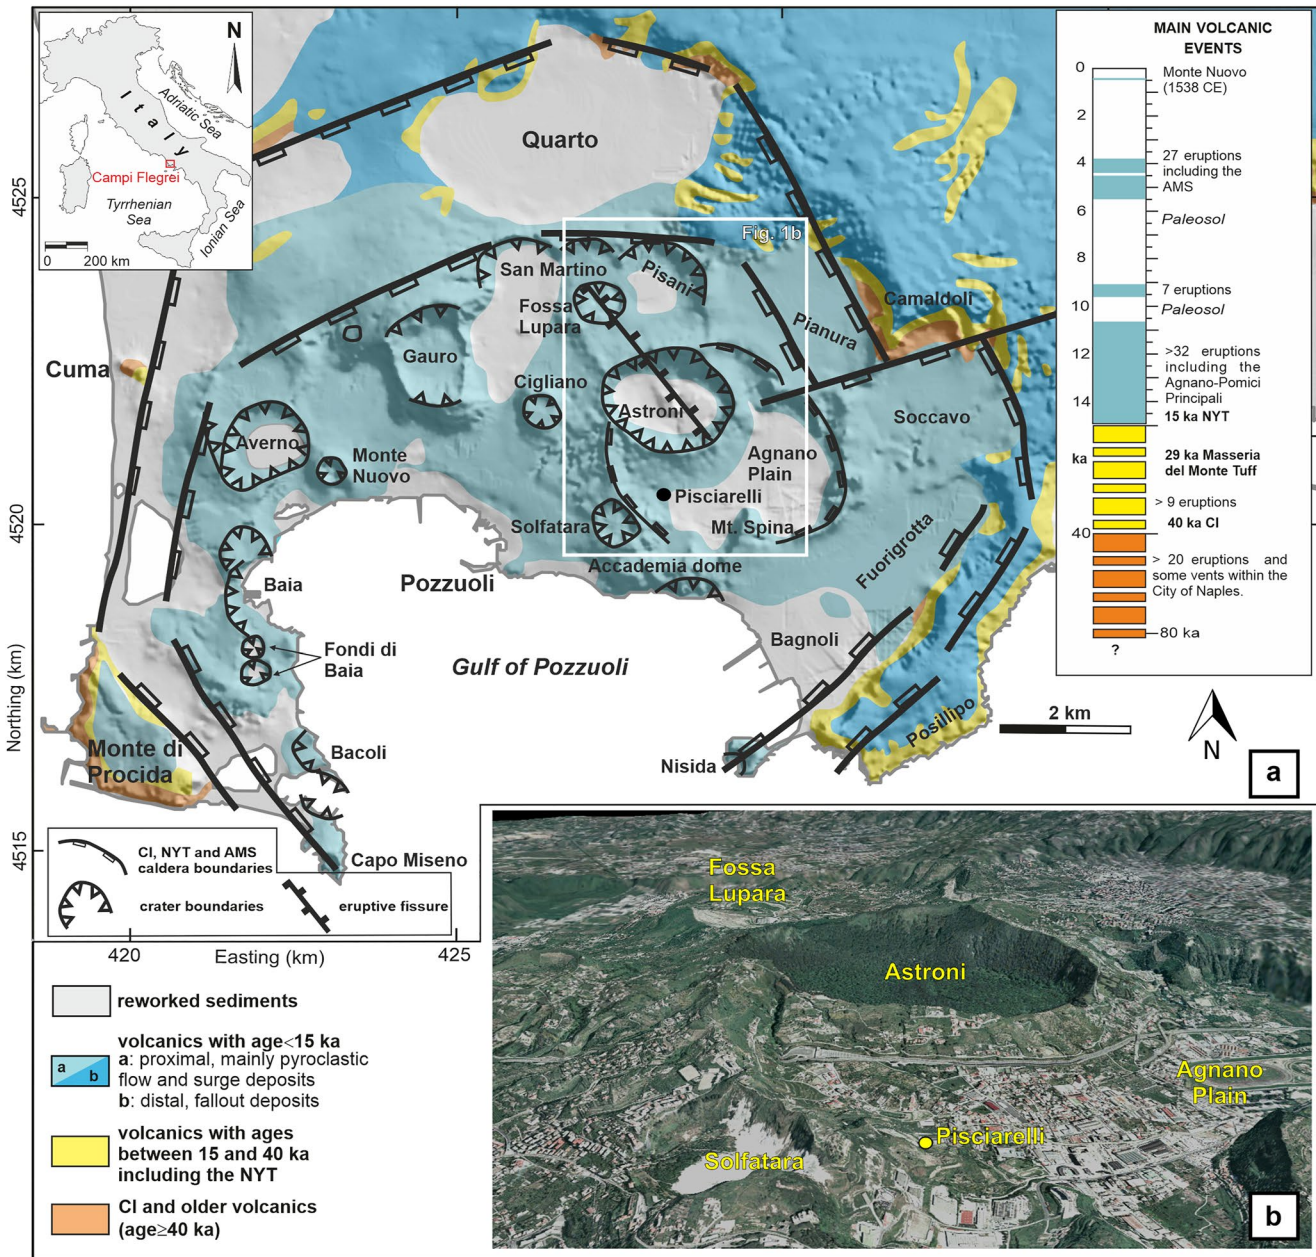 N
Italy
Adriatic Sea
Campi Flegrei
Tyrrhenian
Sea
Ionian Sea
0
200 km
Quarto
Fig. 1b
San Martino
Pisani
Fossa
Lupara
Camaldoli
Pianura
Gauro
Cuma
Cigliano
Astroni
Soccavo
Averno
Monte
Nuovo
Agnano
Plain
Pisciarelli
Solfatara
Mt. Spina
Fuorigrotta
Accademia dome
Baia
Pozzuoli
Bagnoli
Fondi di
Baia
Gulf of Pozzuoli
Posillipo
2 km
N
Monte di
Procida
Bacoli
Nisida
a
Capo Miseno
4525
4520
4515
Northing (km)
420
Easting (km)
425
MAIN VOLCANIC
EVENTS
0
Monte Nuovo
(1538 CE)
2
4
27 eruptions
including the
AMS
6
Paleosol
8
7 eruptions
10
Paleosol
12
>32 eruptions
including the
Agnano-Pomici
Principali
14
15 ka NYT
ka
29 ka Masseria
del Monte Tuff
> 9 eruptions
40 ka CI
40
> 20 eruptions and
some vents within the
City of Naples.
80 ka
?
CI, NYT and AMS
caldera boundaries
crater boundaries
eruptive fissure
reworked sediments
a
b
volcanics with age<15 ka
a: proximal, mainly pyroclastic
flow and surge deposits
b: distal, fallout deposits
volcanics with ages
between 15 and 40 ka
including the NYT
CI and older volcanics
(age≥40 ka)
Fossa
Lupara
Astroni
Agnano
Plain
Pisciarelli
Solfatara
b